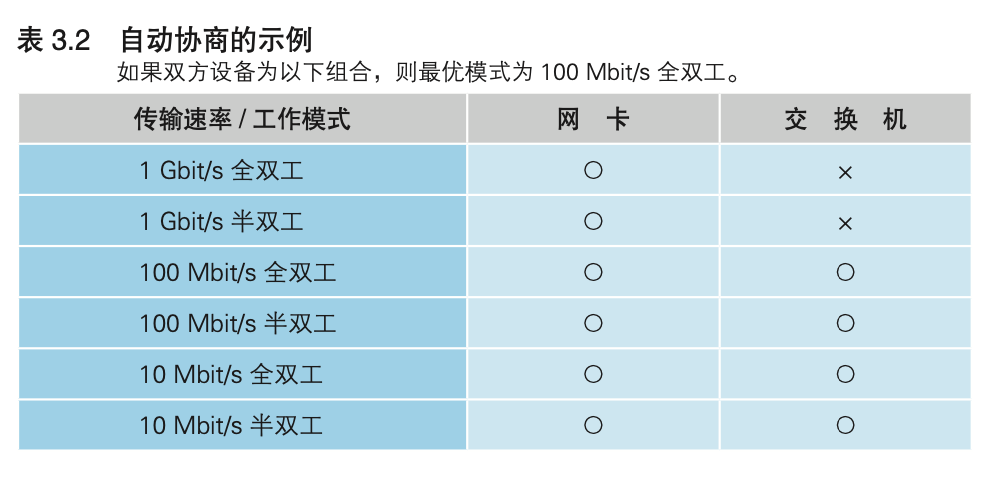 表 3.2 自动协商的示例
如果双方设备为以下组合，则最优模式为 100 Mbit/s 全双工。
传输速率 / 工作模式 网 卡 交 换 机
1 Gbit/s 全双工 ○ ×
1 Gbit/s 半双工 ○ ×
100 Mbit/s 全双工 ○ ○
100 Mbit/s 半双工 ○ ○
10 Mbit/s 全双工 ○ ○
10 Mbit/s 半双工 ○ ○